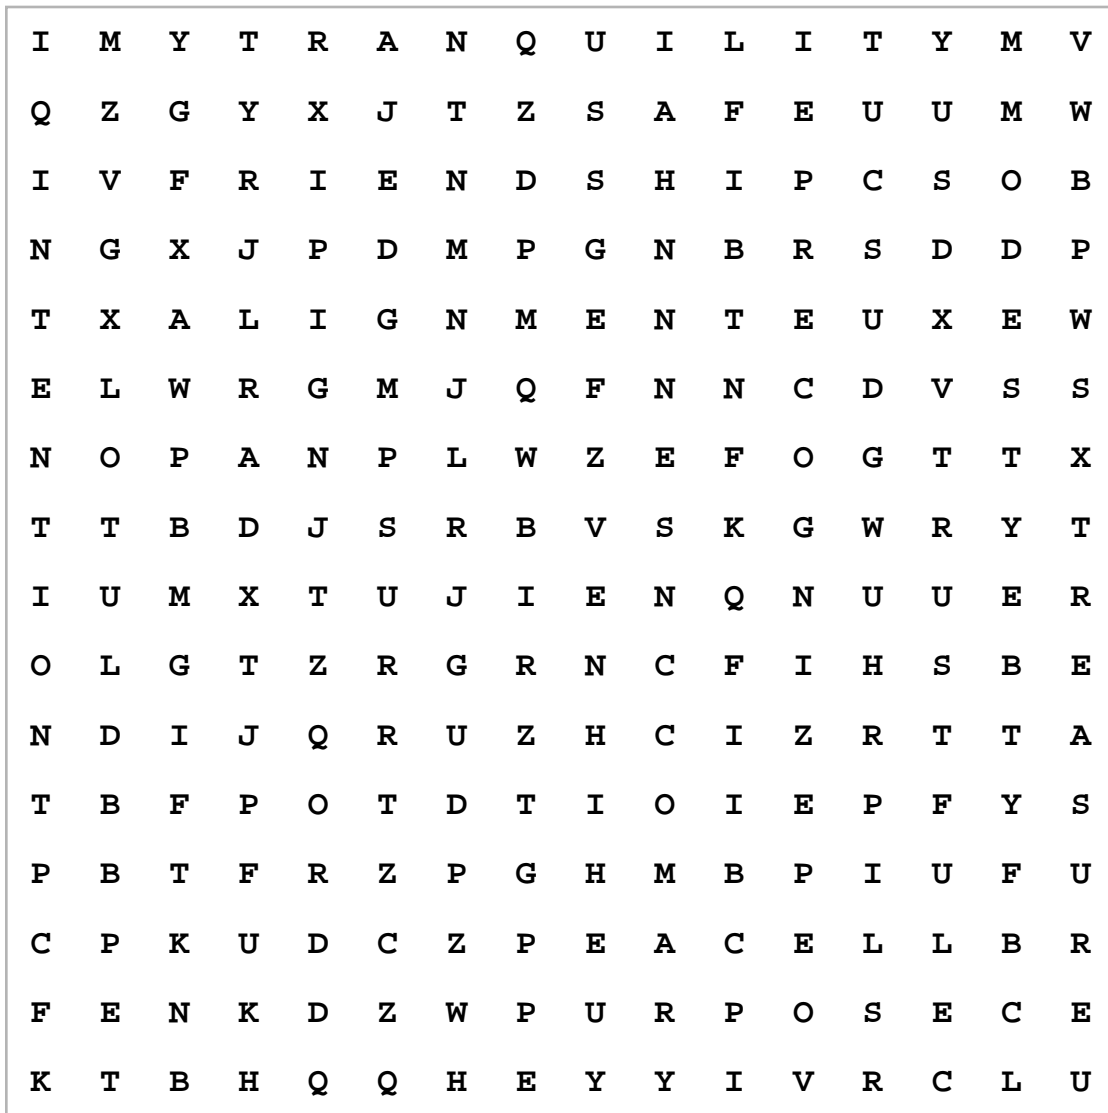 I M Y T R A N Q U I L I T Y M V
Q Z G Y X J T Z S A F E U U M W
I V F R I E N D S H I P C S O B
N G X J P D M P G N B R S D D P
T X A L I G N M E N T E U X E W
E L W R G M J Q F N N C D V S S
N O P A N P L W Z E F O G T T X
T T B D J S R B V S K G W R Y T
I U M X T U J I E N Q N U U E R
O L G T Z R G R N C F I H S B E
N D I J Q R U Z H C I Z R T T A
T B F P O T D T I O I E P F Y S
P B T F R Z P G H M B P I U F U
C P K U D C Z P E A C E L L B R
F E N K D Z W P U R P O S E C E
K T B H Q Q H E Y Y I V R C L U